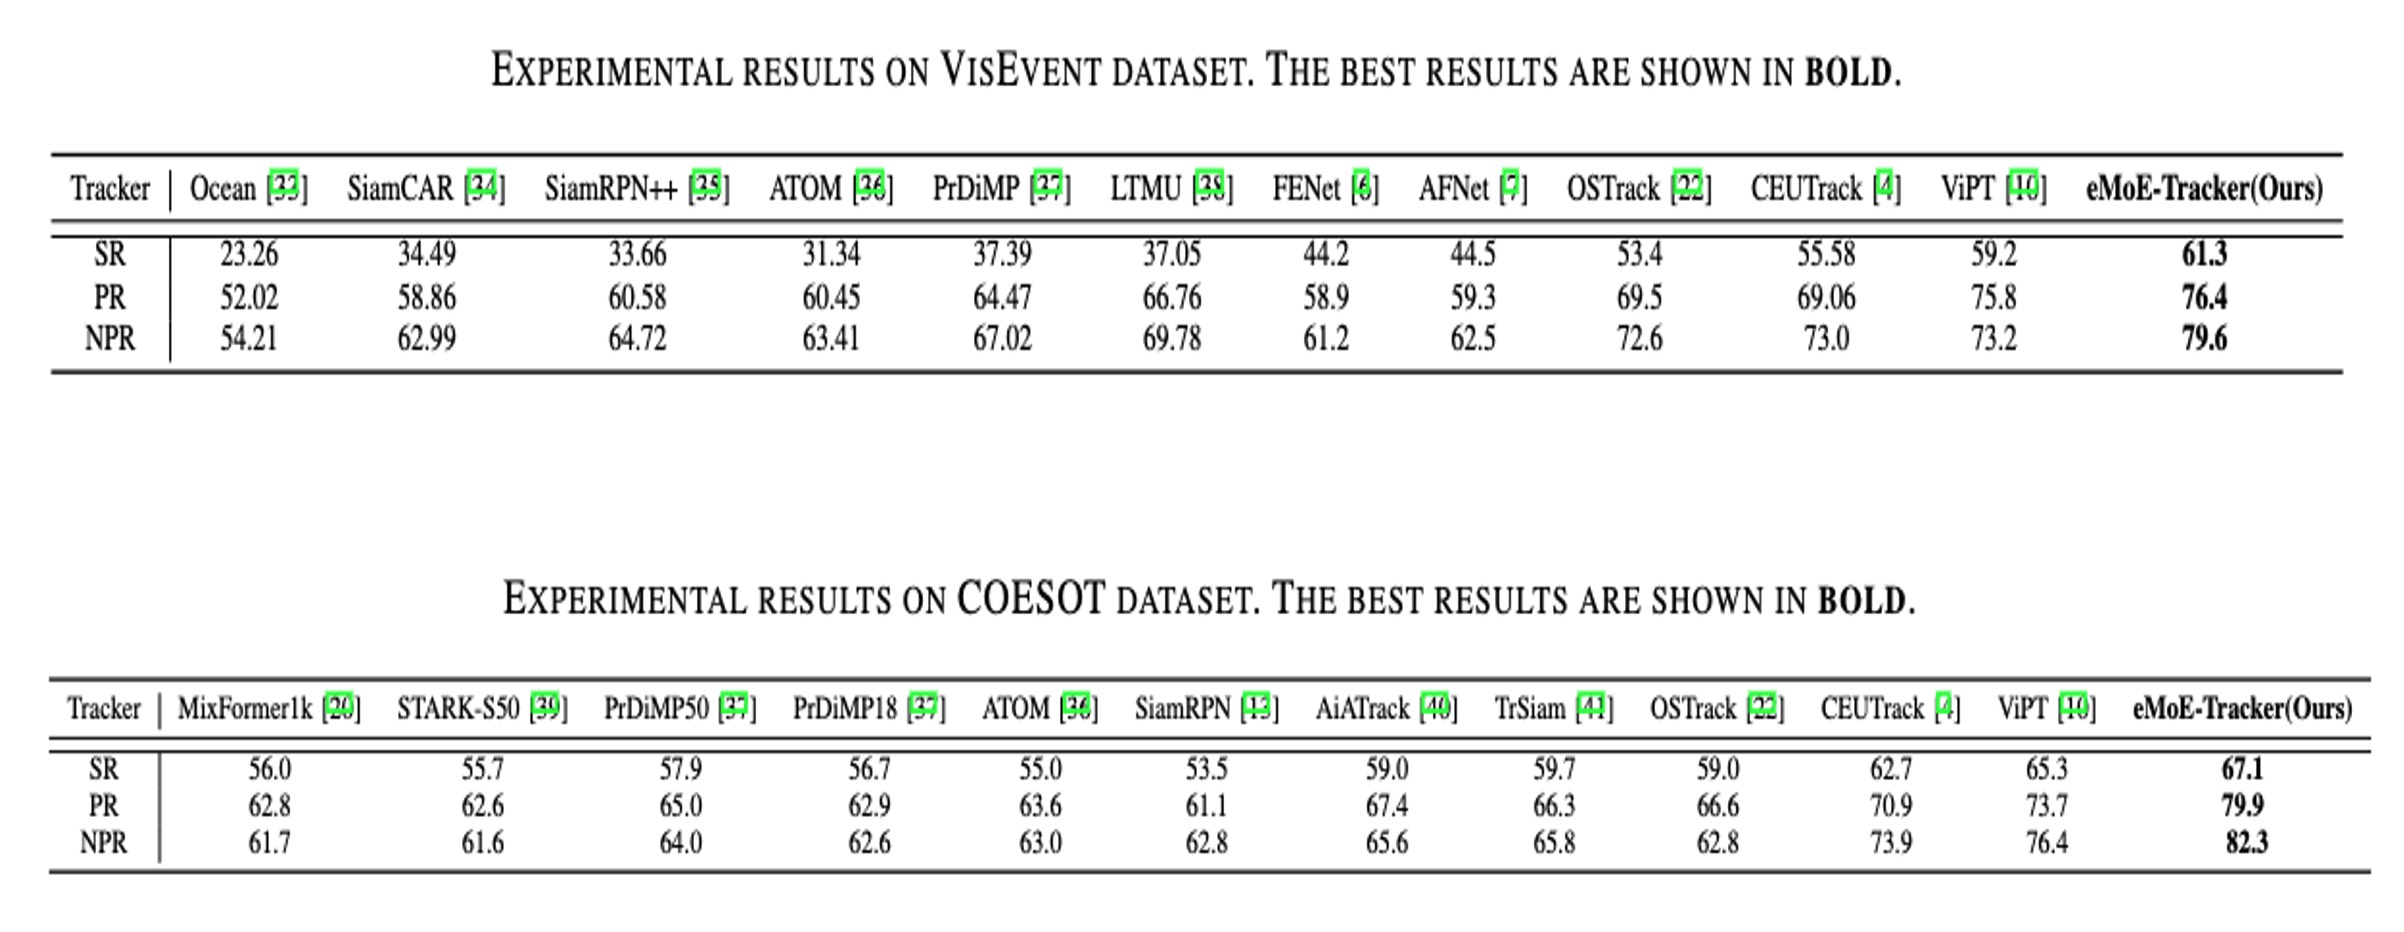 EXPERIMENTAL RESULTS ON VISEVENT DATASET. THE BEST RESULTS ARE SHOWN IN BOLD.
Tracker Ocean [33] SiamCAR [34] SiamRPN++ [35] ATOM [36] PrDiMP [37] LTMU [38] FENet [6] AFNet [7] OSTrack [22] CEUTrack [4] ViPT [10] eMoE-Tracker(Ours)
SR 23.26 34.49 33.66 31.34 37.39 37.05 44.2 44.5 53.4 55.58 59.2 61.3
PR 52.02 58.86 60.58 60.45 64.47 66.76 58.9 59.3 69.5 69.06 75.8 76.4
NPR 54.21 62.99 64.72 63.41 67.02 69.78 61.2 62.5 72.6 73.0 73.2 79.6
EXPERIMENTAL RESULTS ON COESOT DATASET. THE BEST RESULTS ARE SHOWN IN BOLD.
Tracker MixFormer1k [20] STARK-S50 [39] PrDiMP50 [37] PrDiMP18 [37] ATOM [36] SiamRPN [13] AiATrack [40] TrSiam [41] OSTrack [22] CEUTrack [4] ViPT [10] eMoE-Tracker(Ours)
SR 56.0 55.7 57.9 56.7 55.0 53.5 59.0 59.7 59.0 62.7 65.3 67.1
PR 62.8 62.6 65.0 62.9 63.6 61.1 67.4 66.3 66.6 70.9 73.7 79.9
NPR 61.7 61.6 64.0 62.6 63.0 62.8 65.6 65.8 62.8 73.9 76.4 82.3